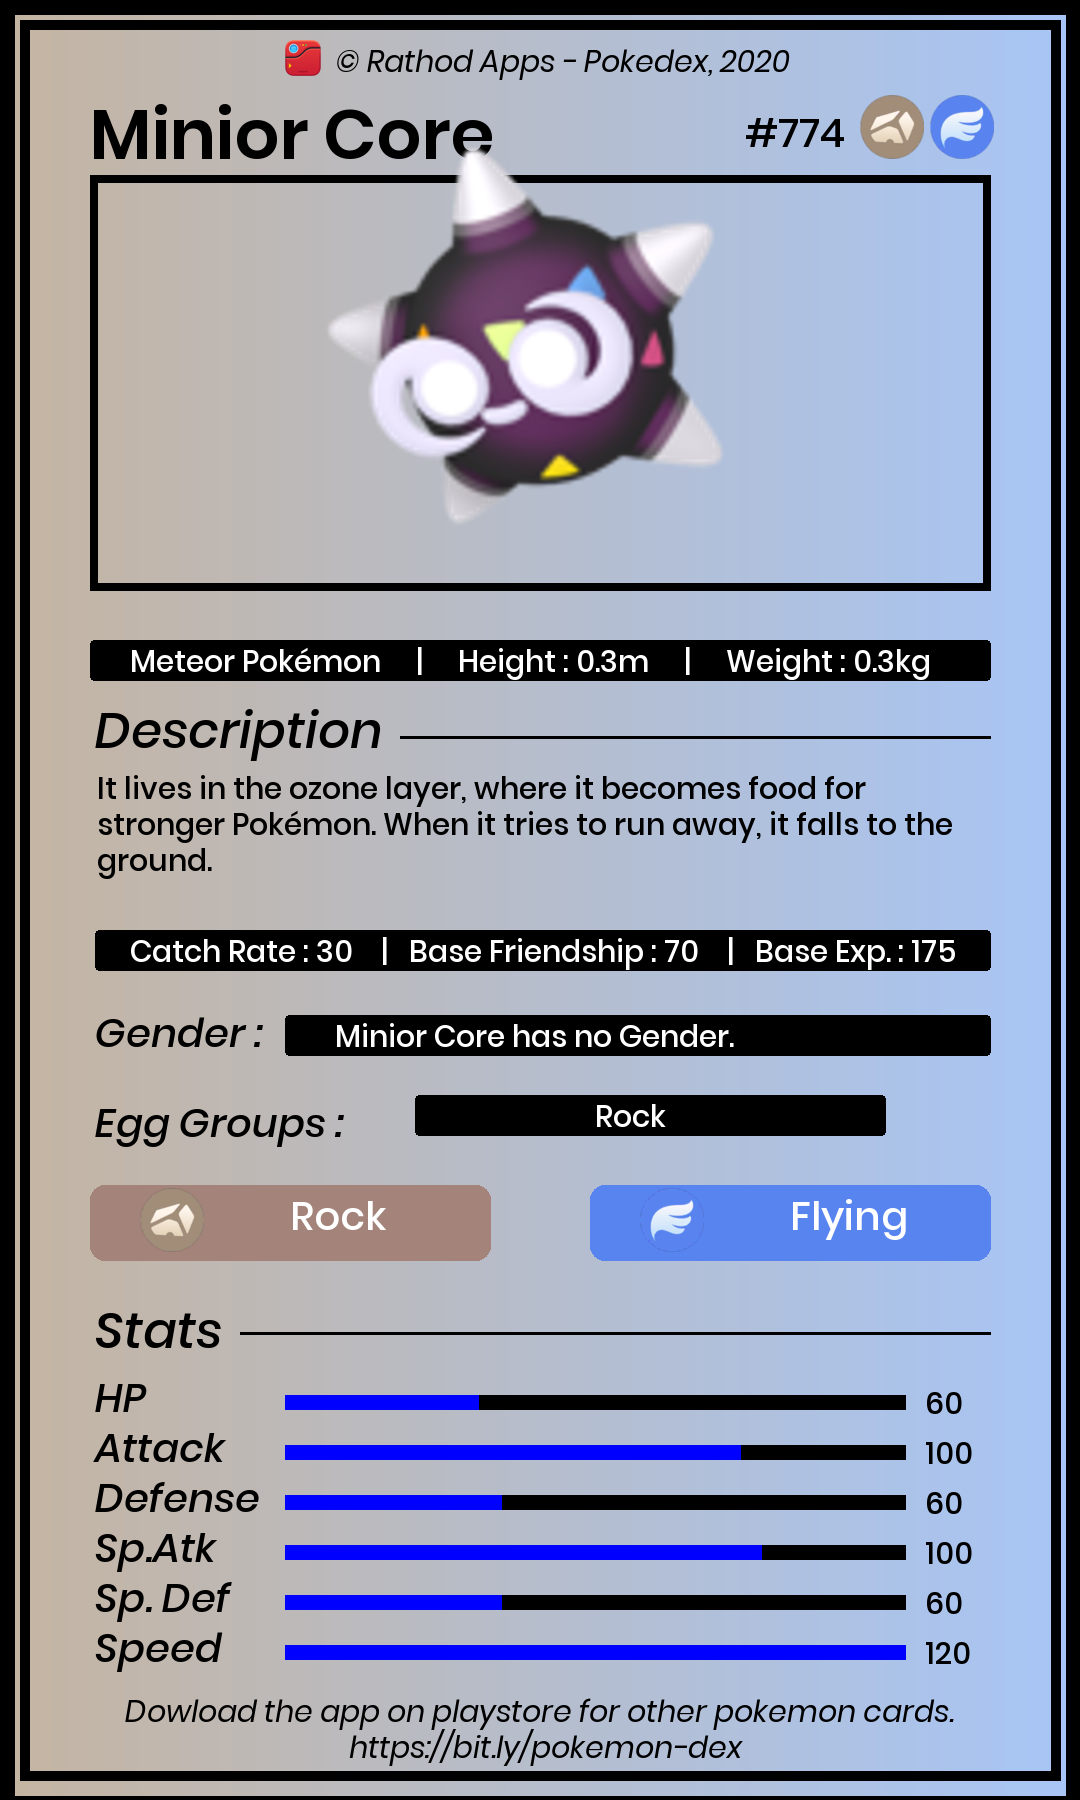 © Rathod Apps - Pokedex, 2020
Minior Core #774
Meteor Pokémon | Height : 0.3m | Weight : 0.3kg
Description
It lives in the ozone layer, where it becomes food for
stronger Pokémon. When it tries to run away, it falls to the
ground.
Catch Rate : 30 | Base Friendship : 70 | Base Exp. : 175
Gender : Minior Core has no Gender.
Egg Groups : Rock
Rock Flying
Stats
HP 60
Attack 100
Defense 60
Sp.Atk 100
Sp. Def 60
Speed 120
Dowload the app on playstore for other pokemon cards.
https://bit.ly/pokemon-dex